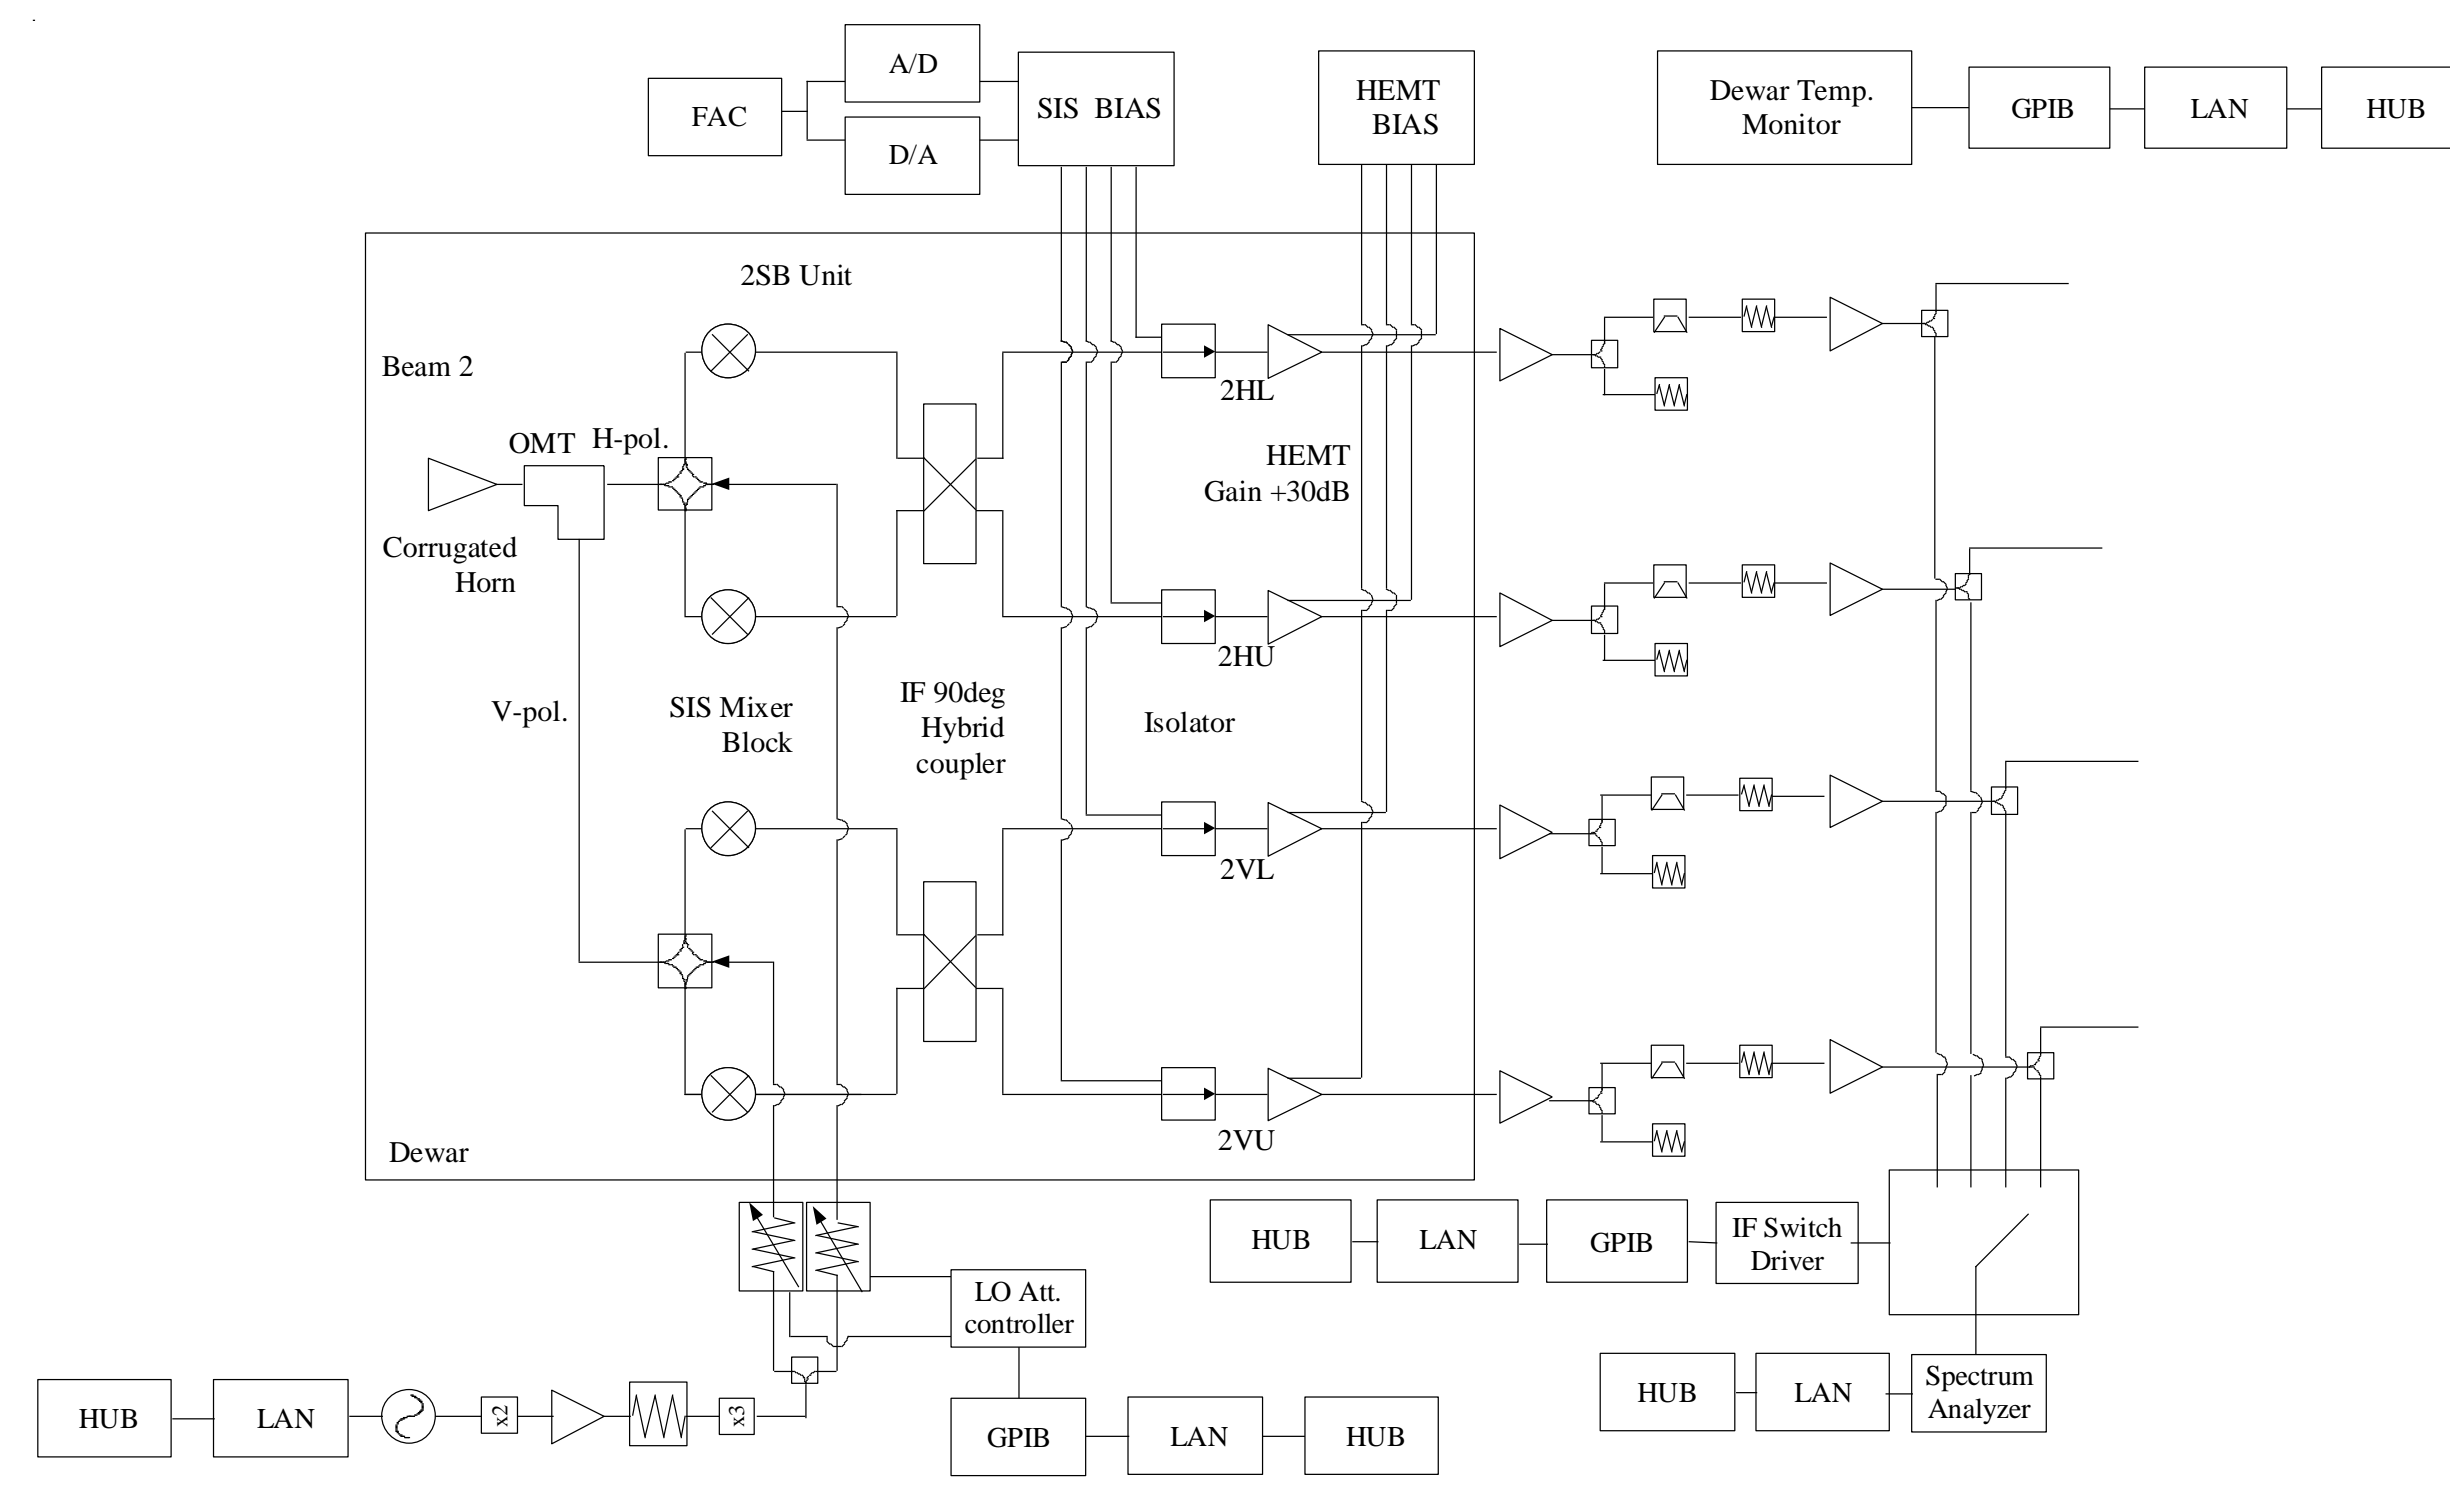 A/D
FAC
D/A
SIS BIAS
HEMT
BIAS
Dewar Temp.
Monitor
GPIB
LAN
HUB
2SB Unit
Beam 2
2HL
OMT
H-pol.
HEMT
Gain +30dB
Corrugated
Horn
2HU
V-pol.
SIS Mixer
Block
IF 90deg
Hybrid
coupler
Isolator
2VL
2VU
Dewar
HUB
LAN
GPIB
IF Switch
Driver
LO Att.
controller
HUB
LAN
Spectrum
Analyzer
HUB
LAN
x2
x3
GPIB
LAN
HUB